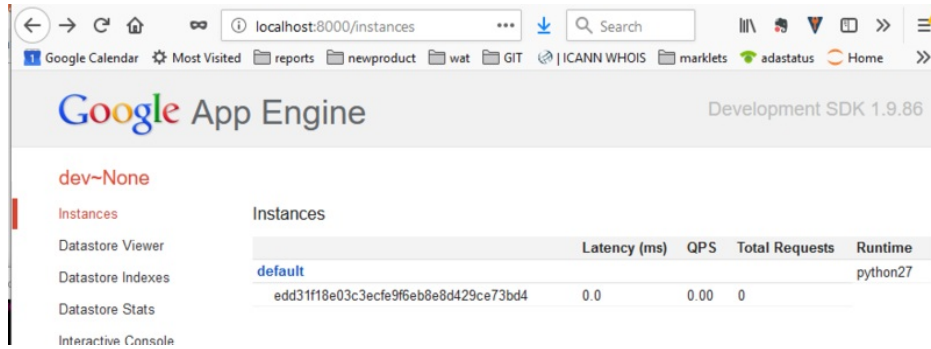 localhost:8000/instances
Search
1 Google Calendar Most Visited reports newproduct wat GIT | ICANN WHOIS marklets adastatus Home
Google App Engine
Development SDK 1.9.86
dev~None
Instances
Datastore Viewer
Datastore Indexes
Datastore Stats
Interactive Console
Instances
Latency (ms) QPS Total Requests Runtime
default python27
edd31f18e03c3ecfe9f6eb8e8d429ce73bd4 0.0 0.00 0